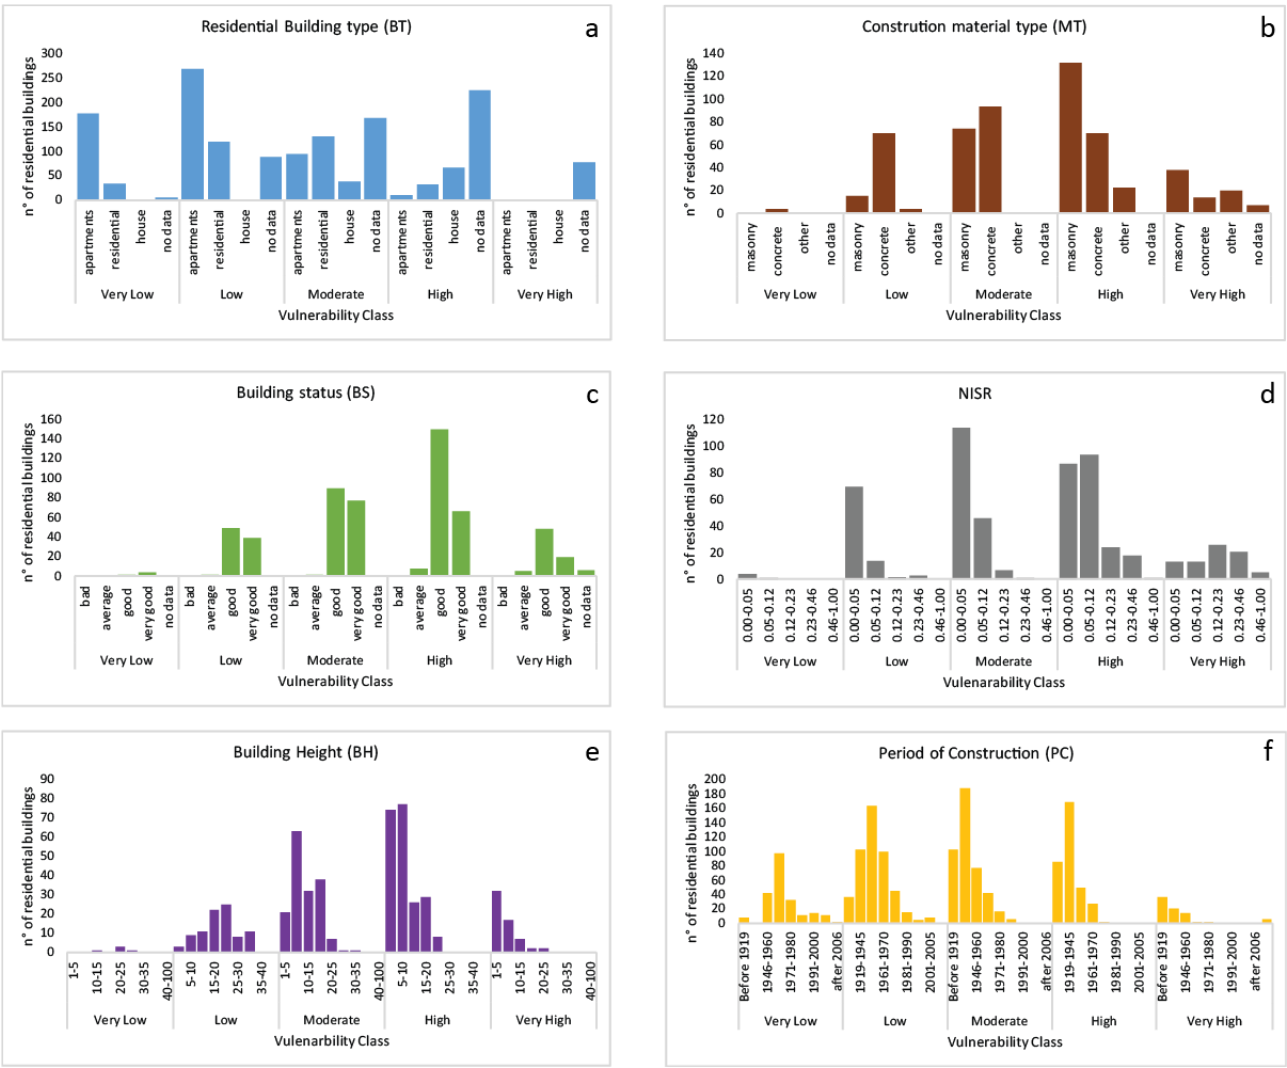 Residential Building type (BT)
a
n° of residential buildings
300
250
200
150
100
50
0
apartments
residential
house
no data
apartments
residential
house
no data
apartments
residential
house
no data
apartments
residential
house
no data
apartments
residential
house
no data
Very Low
Low
Moderate
High
Very High
Vulnerability Class
Constrution material type (MT)
b
n° of residential buildings
140
120
100
80
60
40
20
0
masonry
concrete
other
no data
masonry
concrete
other
no data
masonry
concrete
other
no data
masonry
concrete
other
no data
masonry
concrete
other
no data
Very Low
Low
Moderate
High
Very High
Vulnerability Class
Building status (BS)
c
n° of residential buildings
160
140
120
100
80
60
40
20
0
bad
average
good
very good
no data
bad
average
good
very good
no data
bad
average
good
very good
no data
bad
average
good
very good
no data
bad
average
good
very good
no data
Very Low
Low
Moderate
High
Very High
Vulnerability Class
NISR
d
n° of residential buildings
120
100
80
60
40
20
0
0.00-0.05
0.05-0.12
0.12-0.23
0.23-0.46
0.46-1.00
0.00-0.05
0.05-0.12
0.12-0.23
0.23-0.46
0.46-1.00
0.00-0.05
0.05-0.12
0.12-0.23
0.23-0.46
0.46-1.00
0.00-0.05
0.05-0.12
0.12-0.23
0.23-0.46
0.46-1.00
0.00-0.05
0.05-0.12
0.12-0.23
0.23-0.46
0.46-1.00
Very Low
Low
Moderate
High
Very High
Vulenarability Class
Building Height (BH)
e
n° of residential buildings
90
80
70
60
50
40
30
20
10
0
1-5
10-15
20-25
30-35
40-100
5-10
15-20
25-30
35-40
1-5
10-15
20-25
30-35
40-100
5-10
15-20
25-30
35-40
1-5
10-15
20-25
30-35
40-100
Very Low
Low
Moderate
High
Very High
Vulenarbility Class
Period of Construction (PC)
f
n° of residential buildings
200
180
160
140
120
100
80
60
40
20
0
Before 1919
1946-1960
1971-1980
1991-2000
after 2006
1919-1945
1961-1970
1981-1990
2001-2005
Before 1919
1946-1960
1971-1980
1991-2000
after 2006
1919-1945
1961-1970
1981-1990
2001-2005
Before 1919
1946-1960
1971-1980
1991-2000
after 2006
Very Low
Low
Moderate
High
Very High
Vulnerability Class